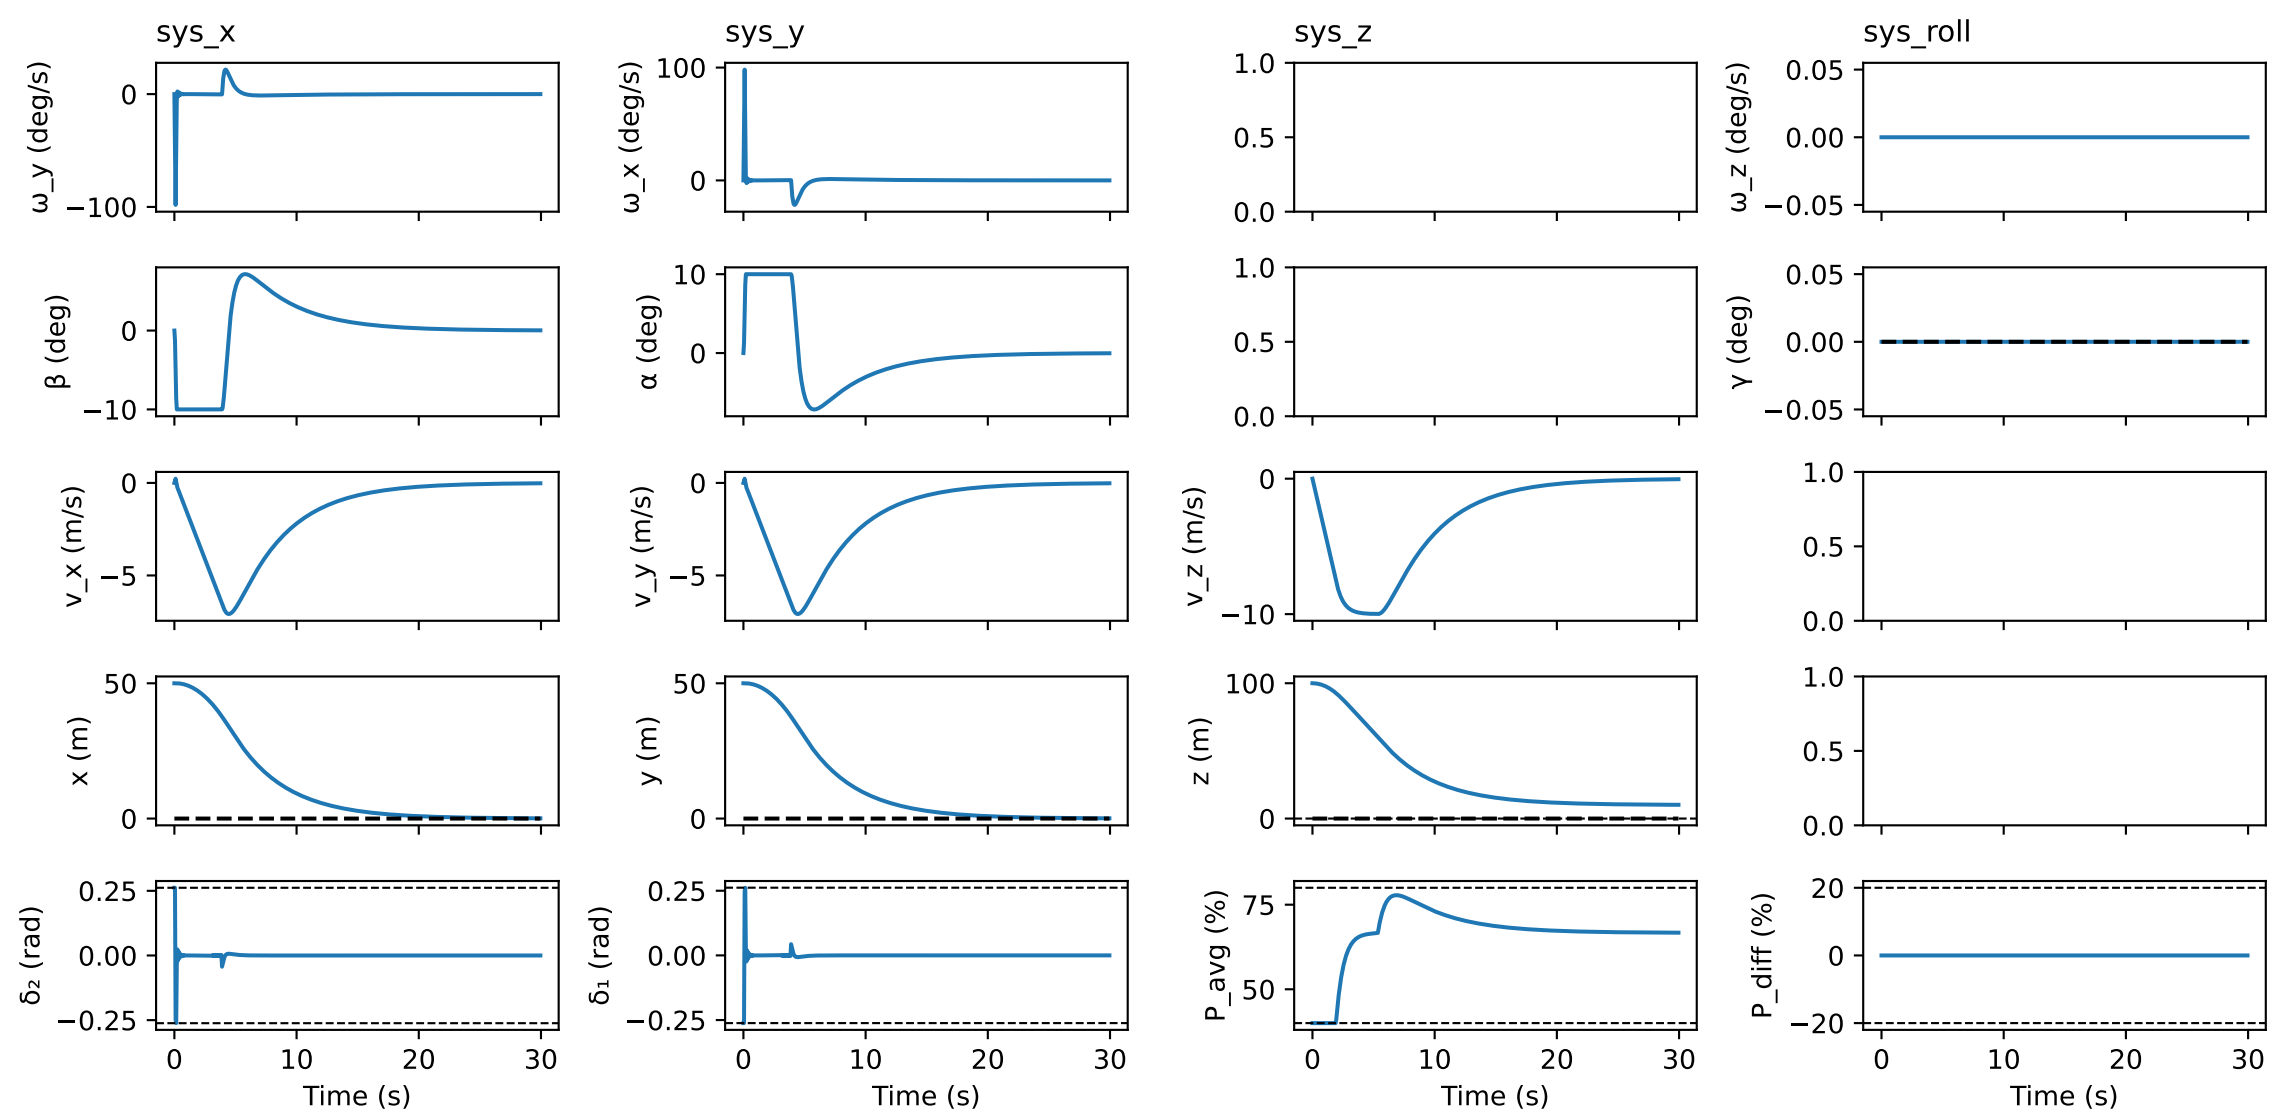 sys_x
sys_y
sys_z
sys_roll
ω_y (deg/s)
0
−100
ω_x (deg/s)
100
0
1.0
0.5
0.0
ω_z (deg/s)
0.05
0.00
−0.05
β (deg)
0
−10
α (deg)
10
0
1.0
0.5
0.0
γ (deg)
0.05
0.00
−0.05
v_x (m/s)
0
−5
v_y (m/s)
0
−5
v_z (m/s)
0
−10
1.0
0.5
0.0
x (m)
50
0
y (m)
50
0
z (m)
100
0
1.0
0.5
0.0
δ₂ (rad)
0.25
0.00
−0.25
0 10 20 30
Time (s)
δ₁ (rad)
0.25
0.00
−0.25
0 10 20 30
Time (s)
P_avg (%)
75
50
0 10 20 30
Time (s)
P_diff (%)
20
0
−20
0 10 20 30
Time (s)